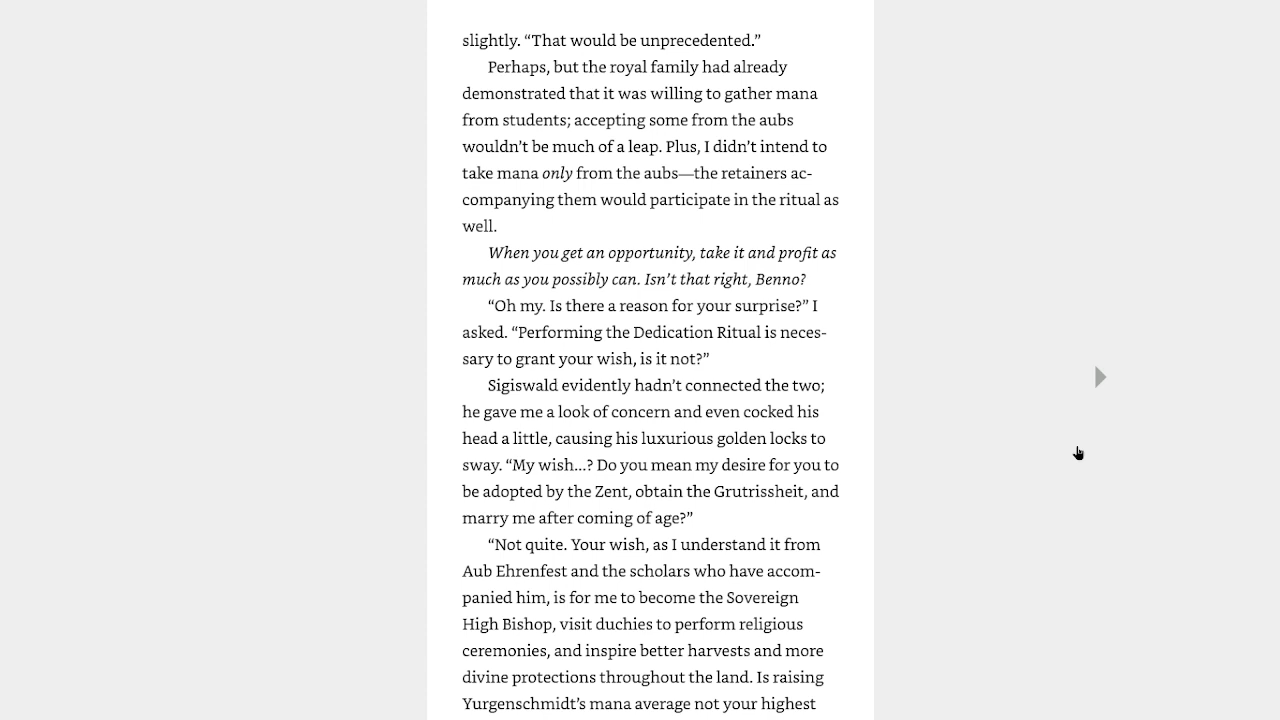 slightly. “That would be unprecedented.”
Perhaps, but the royal family had already
demonstrated that it was willing to gather mana
from students; accepting some from the aubs
wouldn’t be much of a leap. Plus, I didn’t intend to
take mana only from the aubs—the retainers ac-
companying them would participate in the ritual as
well.
When you get an opportunity, take it and profit as
much as you possibly can. Isn’t that right, Benno?
“Oh my. Is there a reason for your surprise?” I
asked. “Performing the Dedication Ritual is neces-
sary to grant your wish, is it not?”
Sigiswald evidently hadn’t connected the two;
he gave me a look of concern and even cocked his
head a little, causing his luxurious golden locks to
sway. “My wish...? Do you mean my desire for you to
be adopted by the Zent, obtain the Grutrissheit, and
marry me after coming of age?”
“Not quite. Your wish, as I understand it from
Aub Ehrenfest and the scholars who have accom-
panied him, is for me to become the Sovereign
High Bishop, visit duchies to perform religious
ceremonies, and inspire better harvests and more
divine protections throughout the land. Is raising
Yurgenschmidt’s mana average not your highest